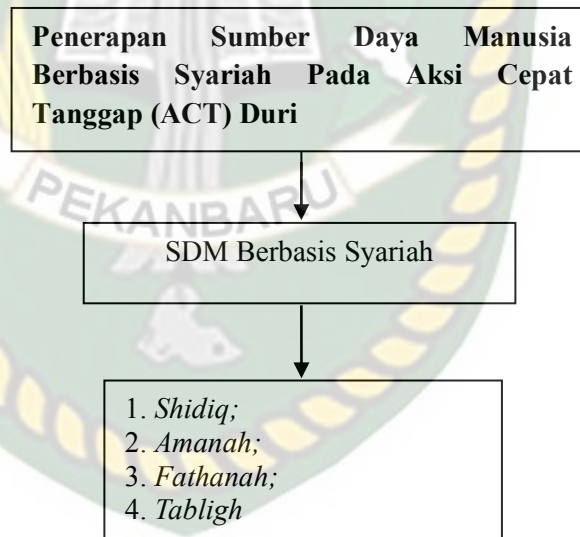 Penerapan Sumber Daya Manusia
Berbasis Syariah Pada Aksi Cepat
Tanggap (ACT) Duri
PEKANBARU
SDM Berbasis Syariah
1. Shidiq;
2. Amanah;
3. Fathanah;
4. Tabligh